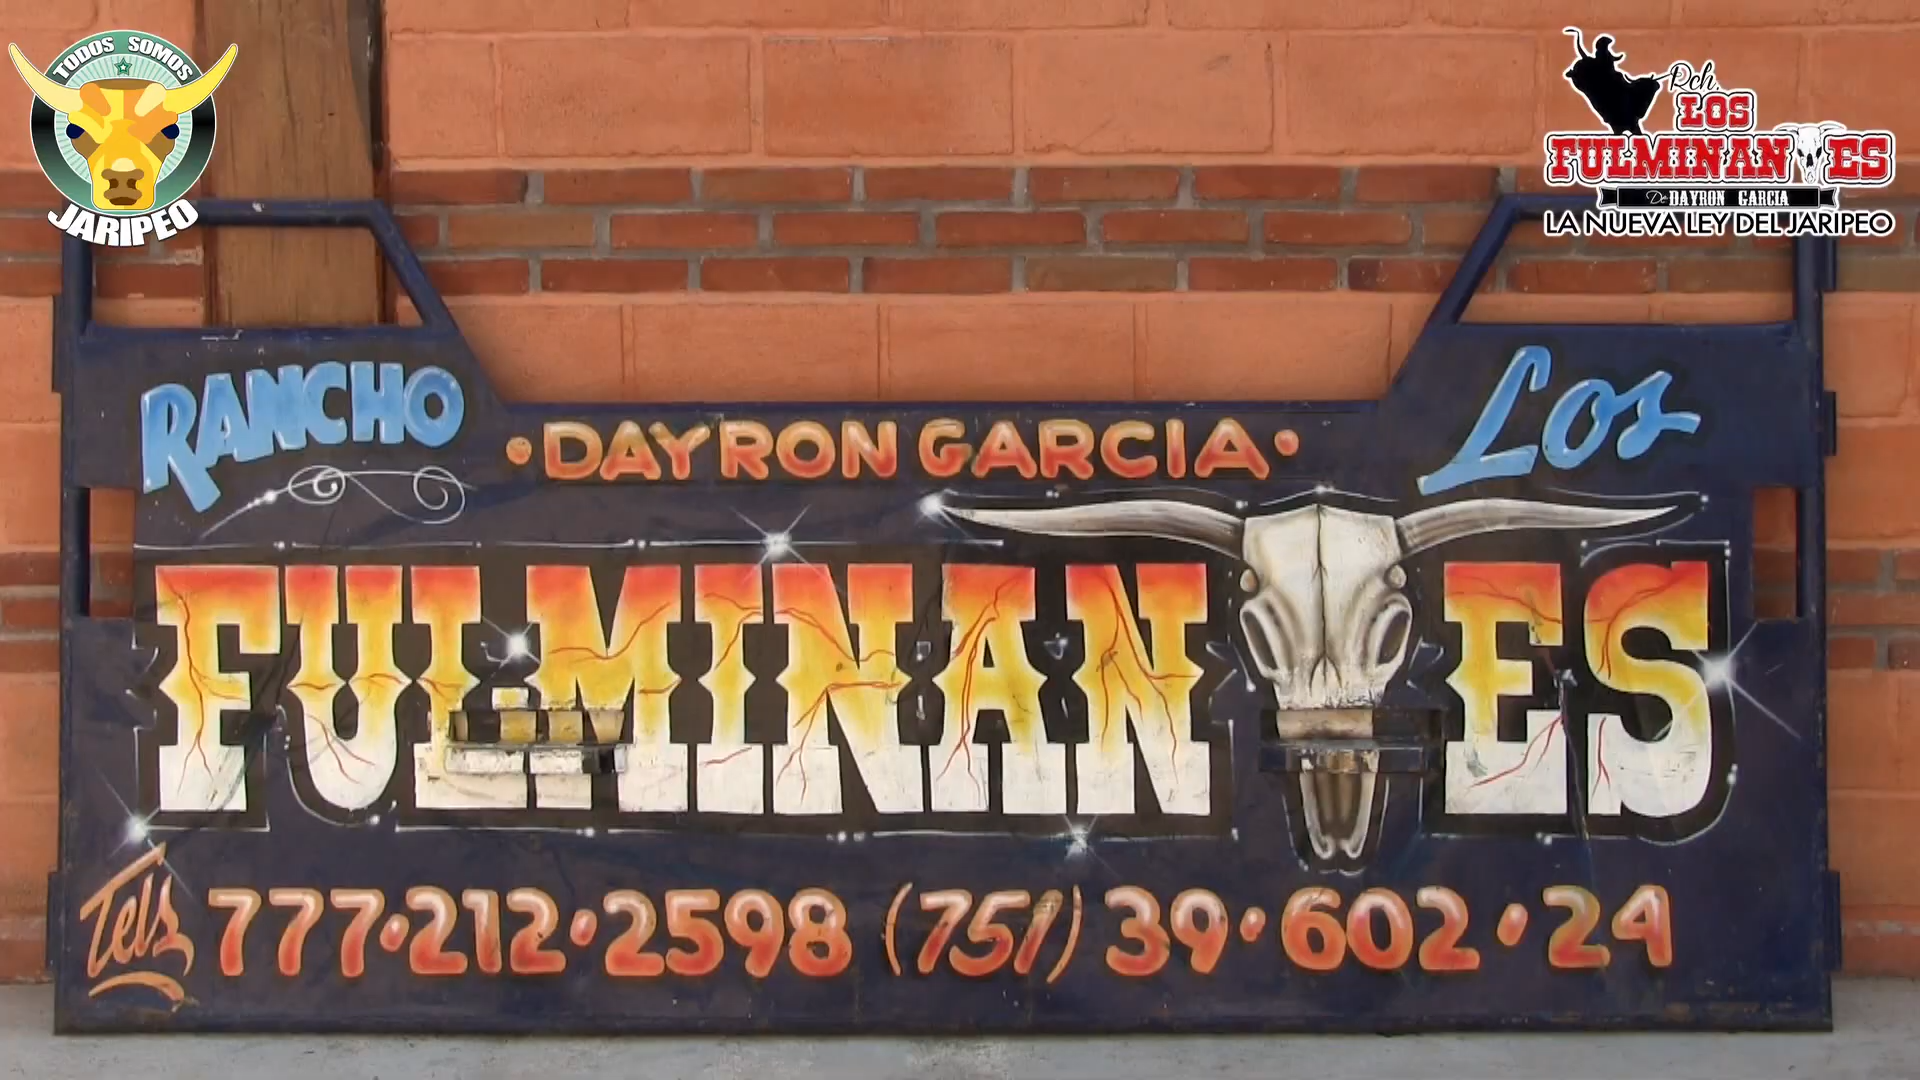 TODOS SOMOS
JARIPEO
Rch.
LOS
FULMINANTES
De DAYRON GARCIA
LA NUEVA LEY DEL JARIPEO
RANCHO
•DAYRON GARCIA•
Los
FULMINANTES
Tels 777•212•2598 (751) 39•602•24